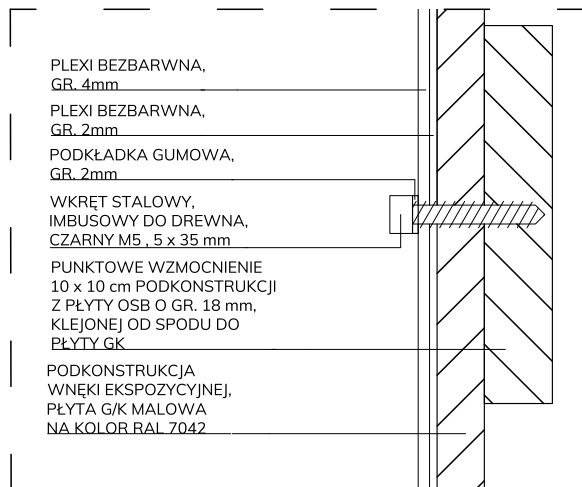 PLEXI BEZBARWNA,
GR. 4mm
PLEXI BEZBARWNA,
GR. 2mm
PODKŁADKA GUMOWA,
GR. 2mm
WKRĘT STALOWY,
IMBUSOWY DO DREWNA,
CZARNY M5 , 5 x 35 mm
PUNKTOWE WZMOCNIENIE
10 x 10 cm PODKONSTRUKCJI
Z PŁYTY OSB O GR. 18 mm,
KLEJONEJ OD SPODU DO
PŁYTY GK
PODKONSTRUKCJA
WNĘKI EKSPOZYCYJNEJ,
PŁYTA G/K MALOWA
NA KOLOR RAL 7042